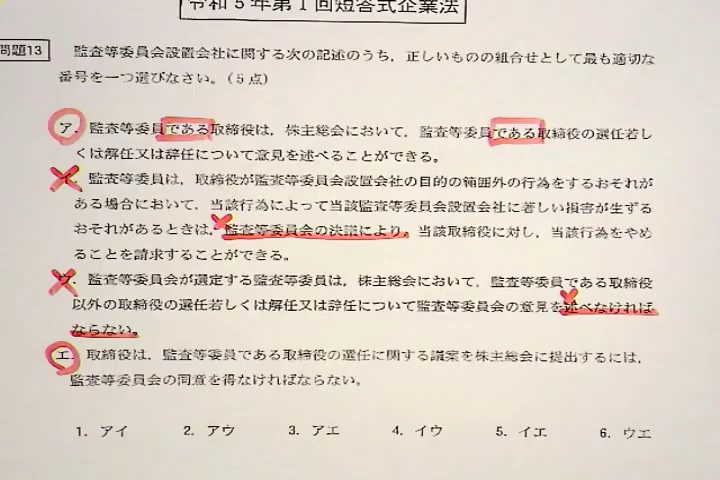 令和5年第1回短答式企業法
問題13 監査等委員会設置会社に関する次の記述のうち，正しいものの組合せとして最も適切な
番号を一つ選びなさい。（5点）
ア．監査等委員である取締役は，株主総会において，監査等委員である取締役の選任若し
くは解任又は辞任について意見を述べることができる。
イ．監査等委員は，取締役が監査等委員会設置会社の目的の範囲外の行為をするおそれが
ある場合において，当該行為によって当該監査等委員会設置会社に著しい損害が生ずる
おそれがあるときは，監査等委員会の決議により，当該取締役に対し，当該行為をやめ
ることを請求することができる。
ウ．監査等委員会が選定する監査等委員は，株主総会において，監査等委員である取締役
以外の取締役の選任若しくは解任又は辞任について監査等委員会の意見を述べなければ
ならない。
エ．取締役は，監査等委員である取締役の選任に関する議案を株主総会に提出するには，
監査等委員会の同意を得なければならない。
1．アイ 2．アウ 3．アエ 4．イウ 5．イエ 6．ウエ